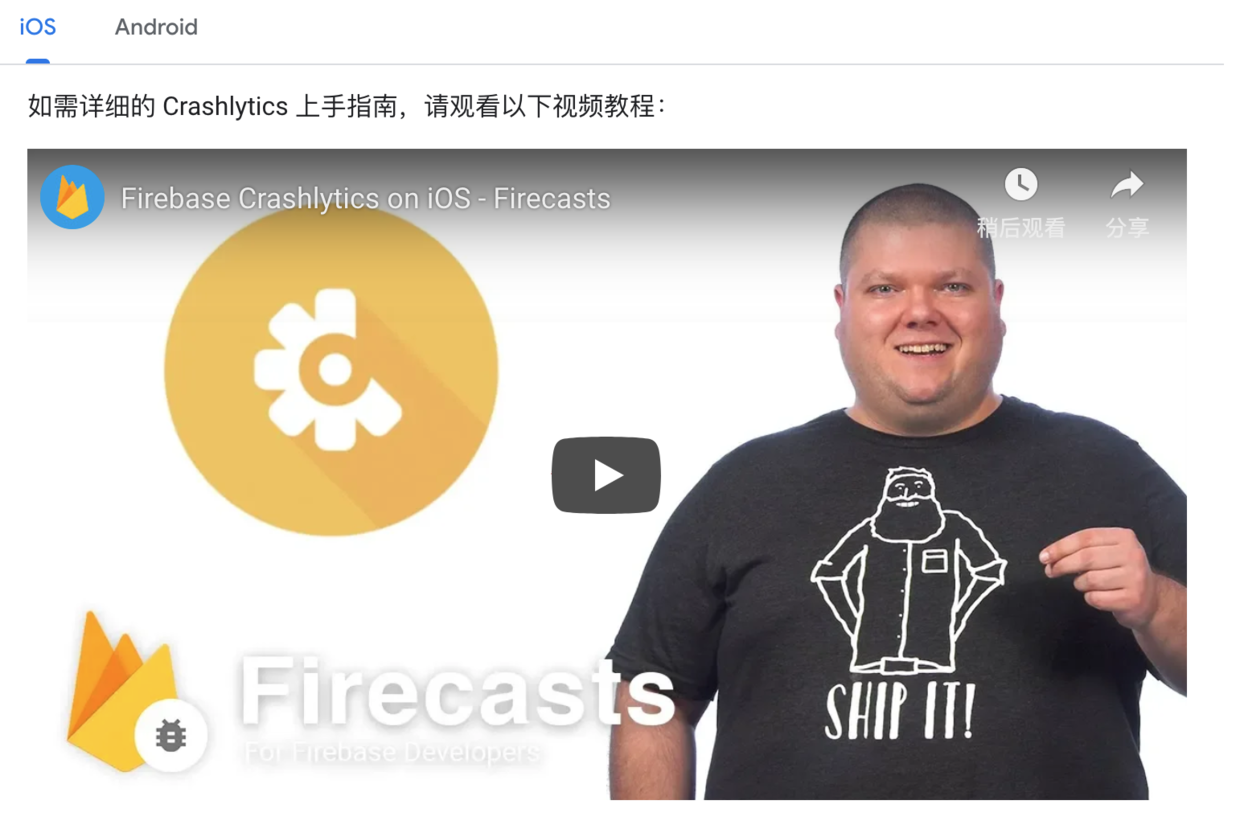 iOS Android
如需详细的 Crashlytics 上手指南，请观看以下视频教程：
Firebase Crashlytics on iOS - Firecasts
稍后观看 分享
SHIP IT!
Firecasts
For Firebase Developers